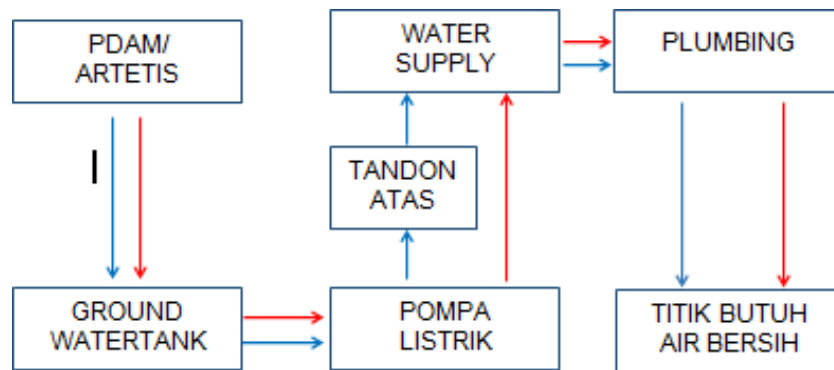 PDAM/
ARTETIS
WATER
SUPPLY
PLUMBING
TANDON
ATAS
GROUND
WATERTANK
POMPA
LISTRIK
TITIK BUTUH
AIR BERSIH